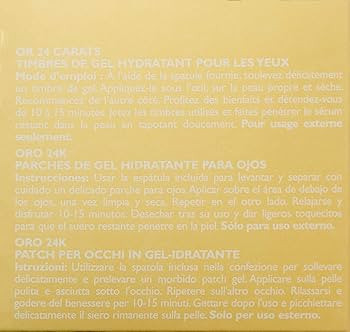 OR 24 CARATE
TIMBRES DE GEL HYDRATANT POUR LES YEUX
Mode d'emploi : À l'aide de la spatule fournie, soulevez délicatement
un timbre de gel. Appliquez-le sous l'œil, sur la peau propre et sèche.
Recommencez de l'autre côté. Profitez des bienfaits et détendez-vous
de 10 à 15 minutes. Jetez les timbres utilisés et faites pénétrer le sérum
restant dans la peau en tapotant doucement. Pour usage externe
seulement.
ORO 24K
PARCHES DE GEL HIDRATANTE PARA OJOS
Instrucciones: Usar la espátula incluida para levantar y separar con
cuidado un delicado parche para ojos. Aplicar sobre el área de debajo de
los ojos, una vez limpia y seca. Repetir en el otro lado. Relajarse y
disfrutar 10-15 minutos. Desechar tras su uso y dar ligeros toquecitos
para que el suero restante penetre en la piel. Sólo para uso externo.
ORO 24K
PATCH PER OCCHI IN GEL-IDRATANTE
Istruzioni: Utilizzare la spatola inclusa nella confezione per sollevare
delicatamente e prelevare un morbido patch gel. Applicare sulla pelle
pulita e asciutta sotto l'occhio. Ripetere sull'altro occhio. Rilassarsi e
godere del benessere per 10-15 minuti. Gettare dopo l'uso e picchiettare
delicatamente il siero rimanente sulla pelle. Solo per uso esterno.